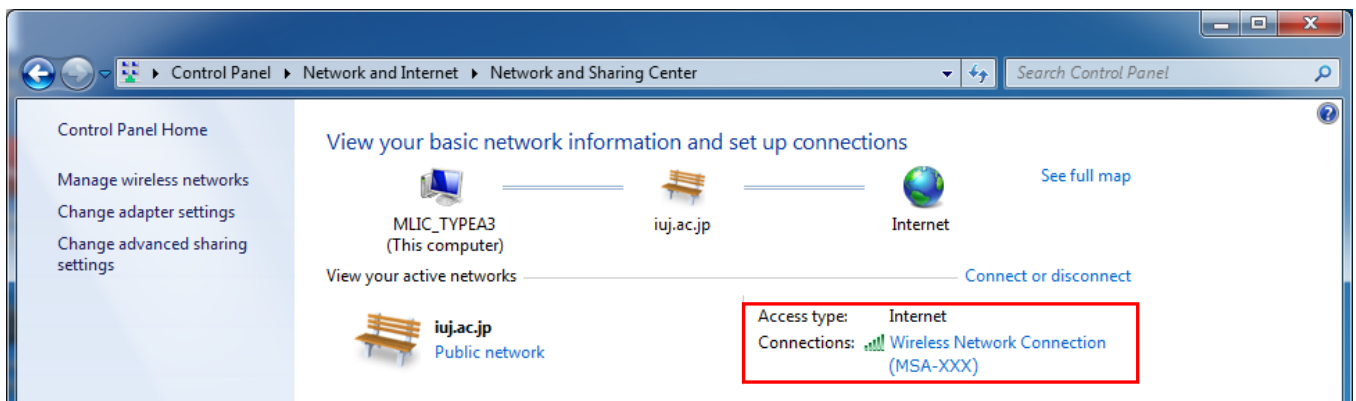 Control Panel ▸ Network and Internet ▸ Network and Sharing Center
Search Control Panel
Control Panel Home
Manage wireless networks
Change adapter settings
Change advanced sharing
settings
View your basic network information and set up connections
See full map
MLIC_TYPEA3
(This computer)
iuj.ac.jp
Internet
View your active networks
Connect or disconnect
iuj.ac.jp
Public network
Access type: Internet
Connections: Wireless Network Connection
(MSA-XXX)